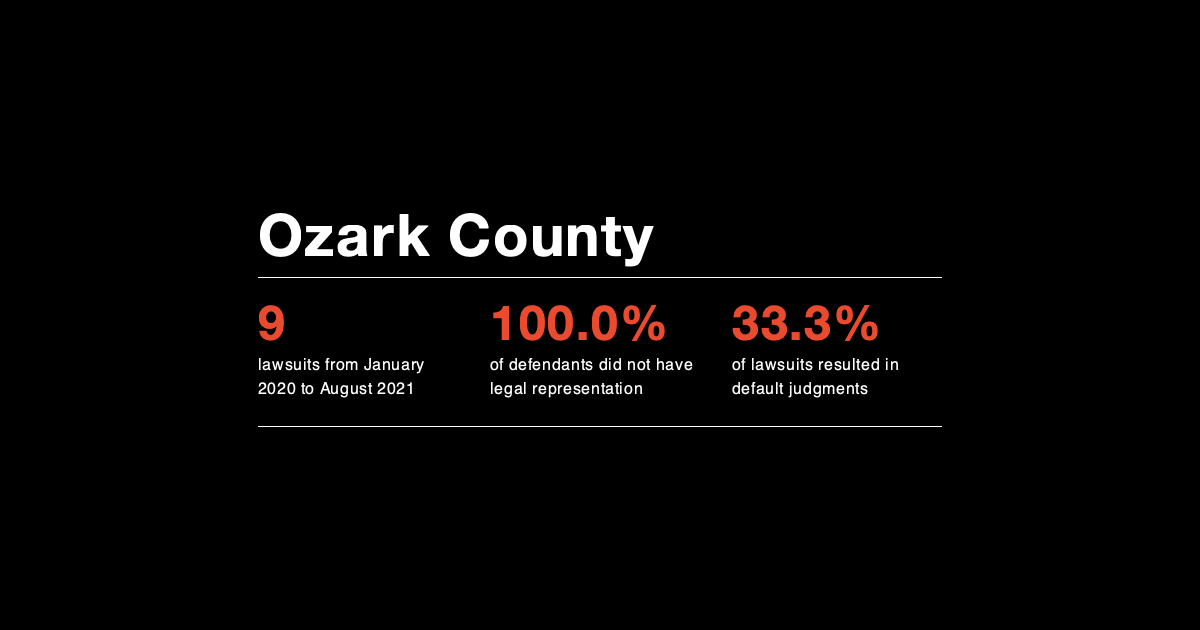 Ozark County
9
lawsuits from January
2020 to August 2021
100.0%
of defendants did not have
legal representation
33.3%
of lawsuits resulted in
default judgments